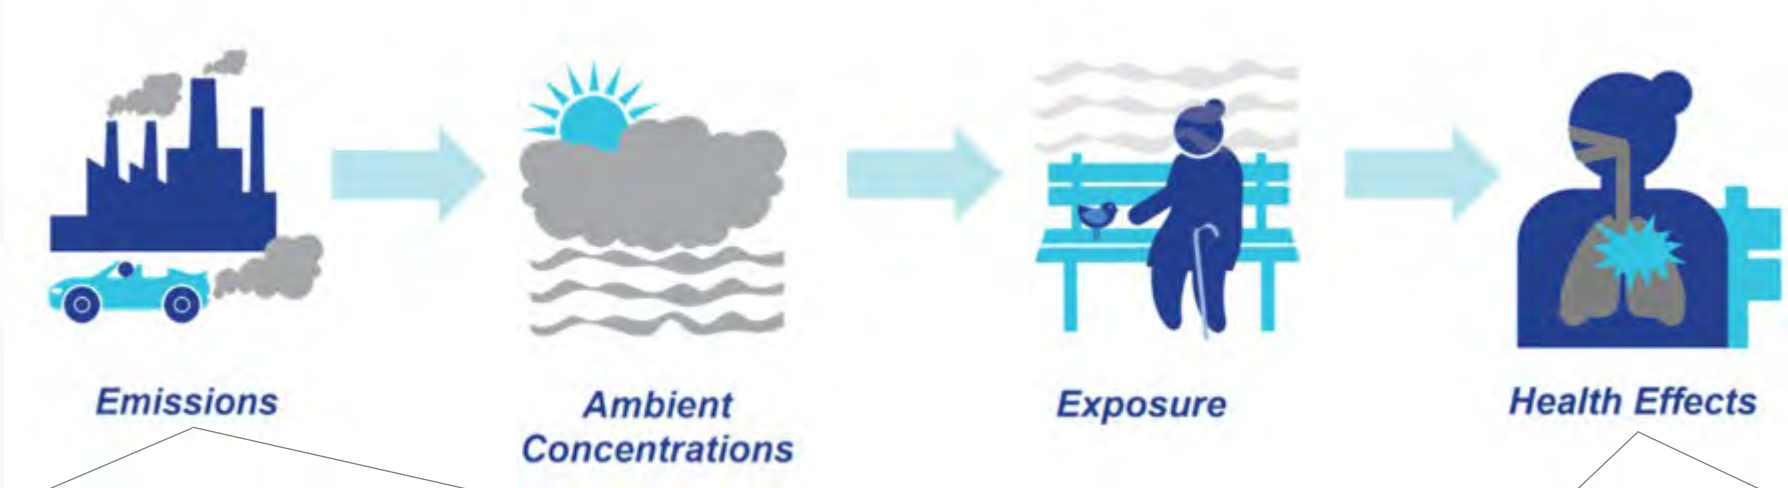 Emissions
Ambient
Concentrations
Exposure
Health Effects